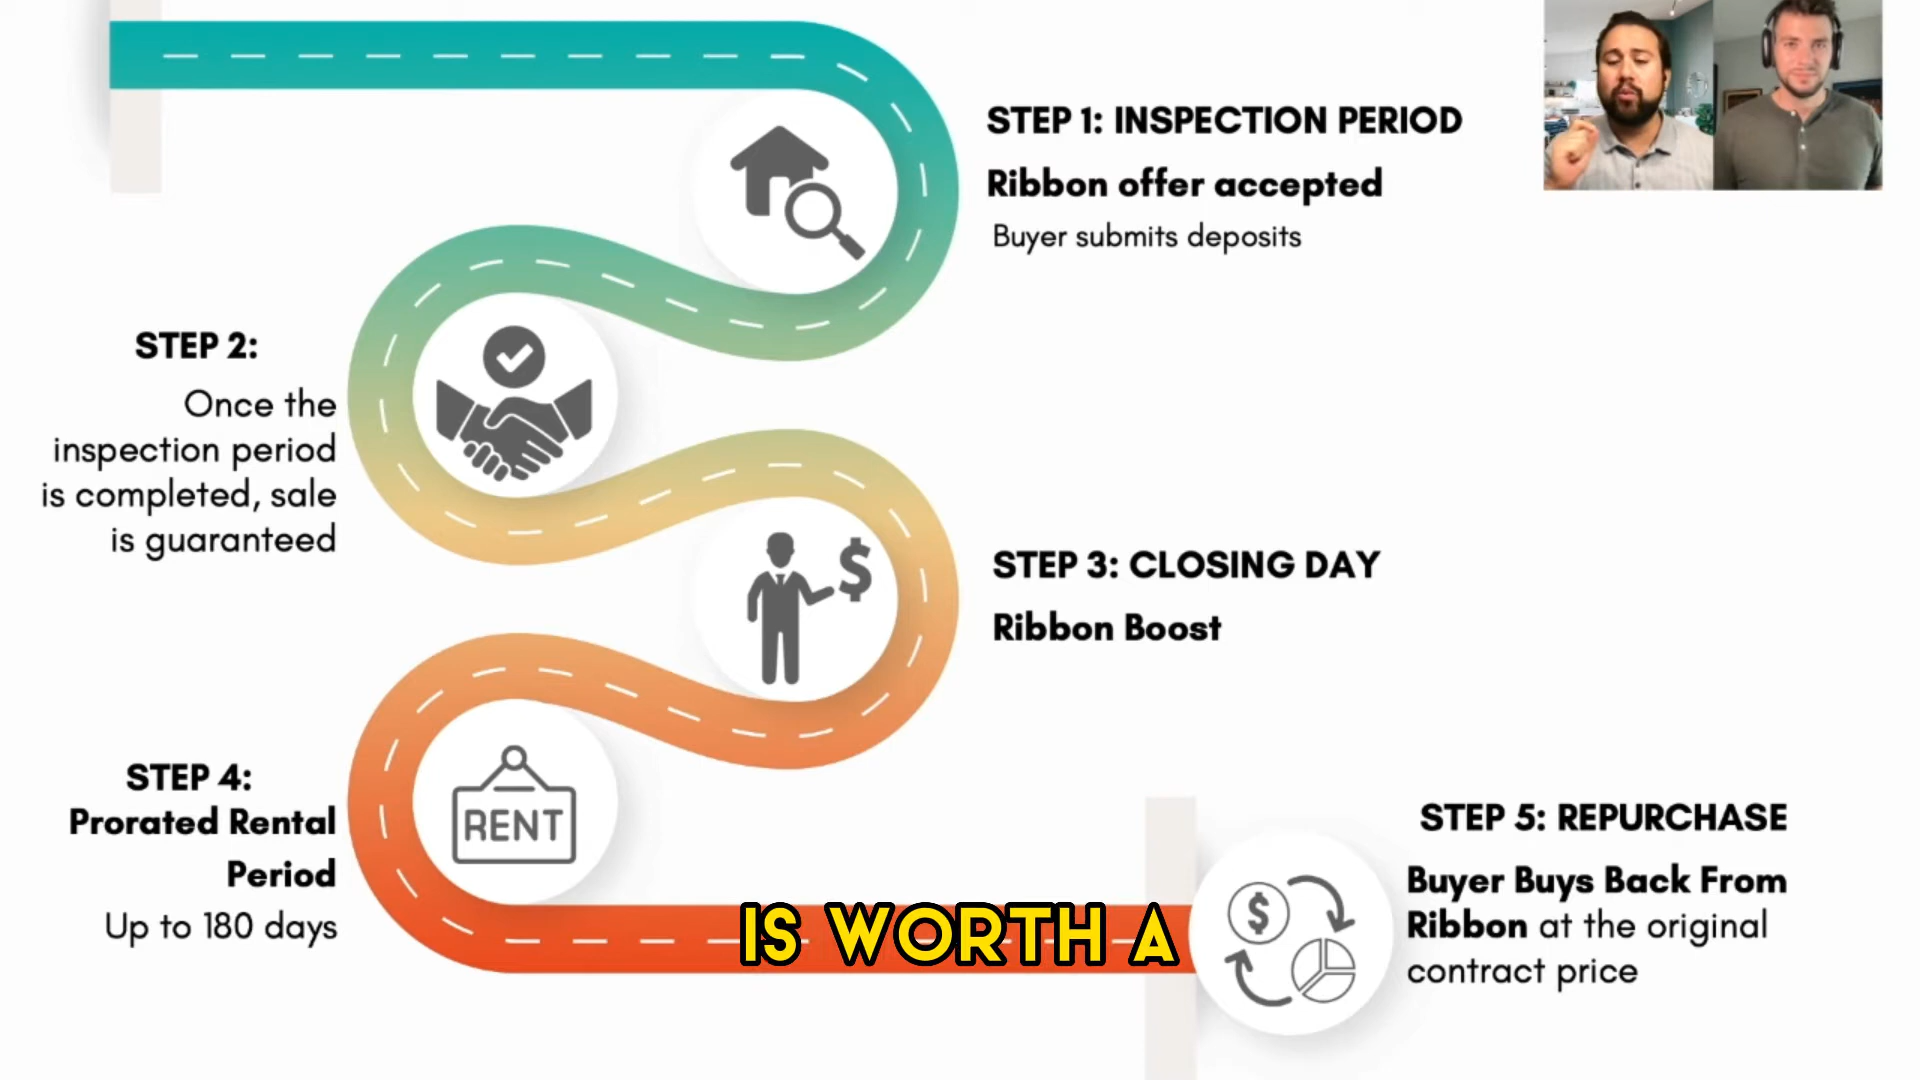 STEP 1: INSPECTION PERIOD
Ribbon offer accepted
Buyer submits deposits
STEP 2:
Once the
inspection period
is completed, sale
is guaranteed
$
STEP 3: CLOSING DAY
Ribbon Boost
STEP 4:
Prorated Rental
Period
Up to 180 days
RENT
STEP 5: REPURCHASE
Buyer Buys Back From
Ribbon at the original
contract price
$
IS WORTH A